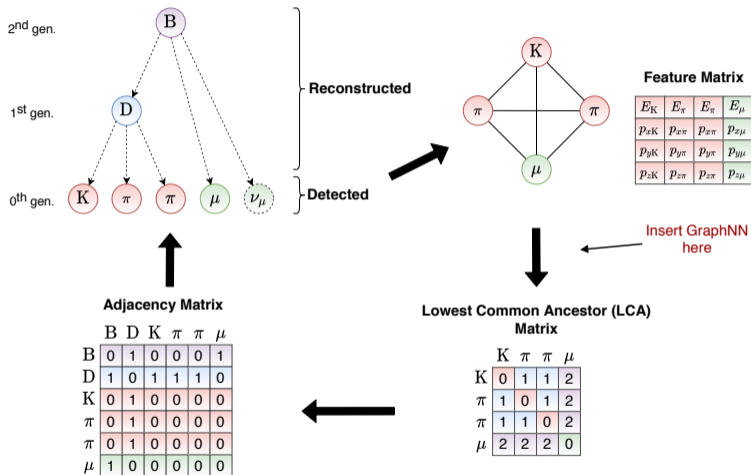 2nd gen.
B
Reconstructed
1st gen.
D
0th gen.
K π π μ νμ
Detected
K
π π
μ
Feature Matrix
EK Eπ Eπ Eμ
pxK pxπ pxπ pzμ
pyK pyπ pyπ pyμ
pzK pzπ pzπ pzμ
Insert GraphNN
here
Lowest Common Ancestor (LCA)
Matrix
K π π μ
K 0 1 1 2
π 1 0 1 2
π 1 1 0 2
μ 2 2 2 0
Adjacency Matrix
B D K π π μ
B 0 1 0 0 0 1
D 1 0 1 1 1 0
K 0 1 0 0 0 0
π 0 1 0 0 0 0
π 0 1 0 0 0 0
μ 1 0 0 0 0 0